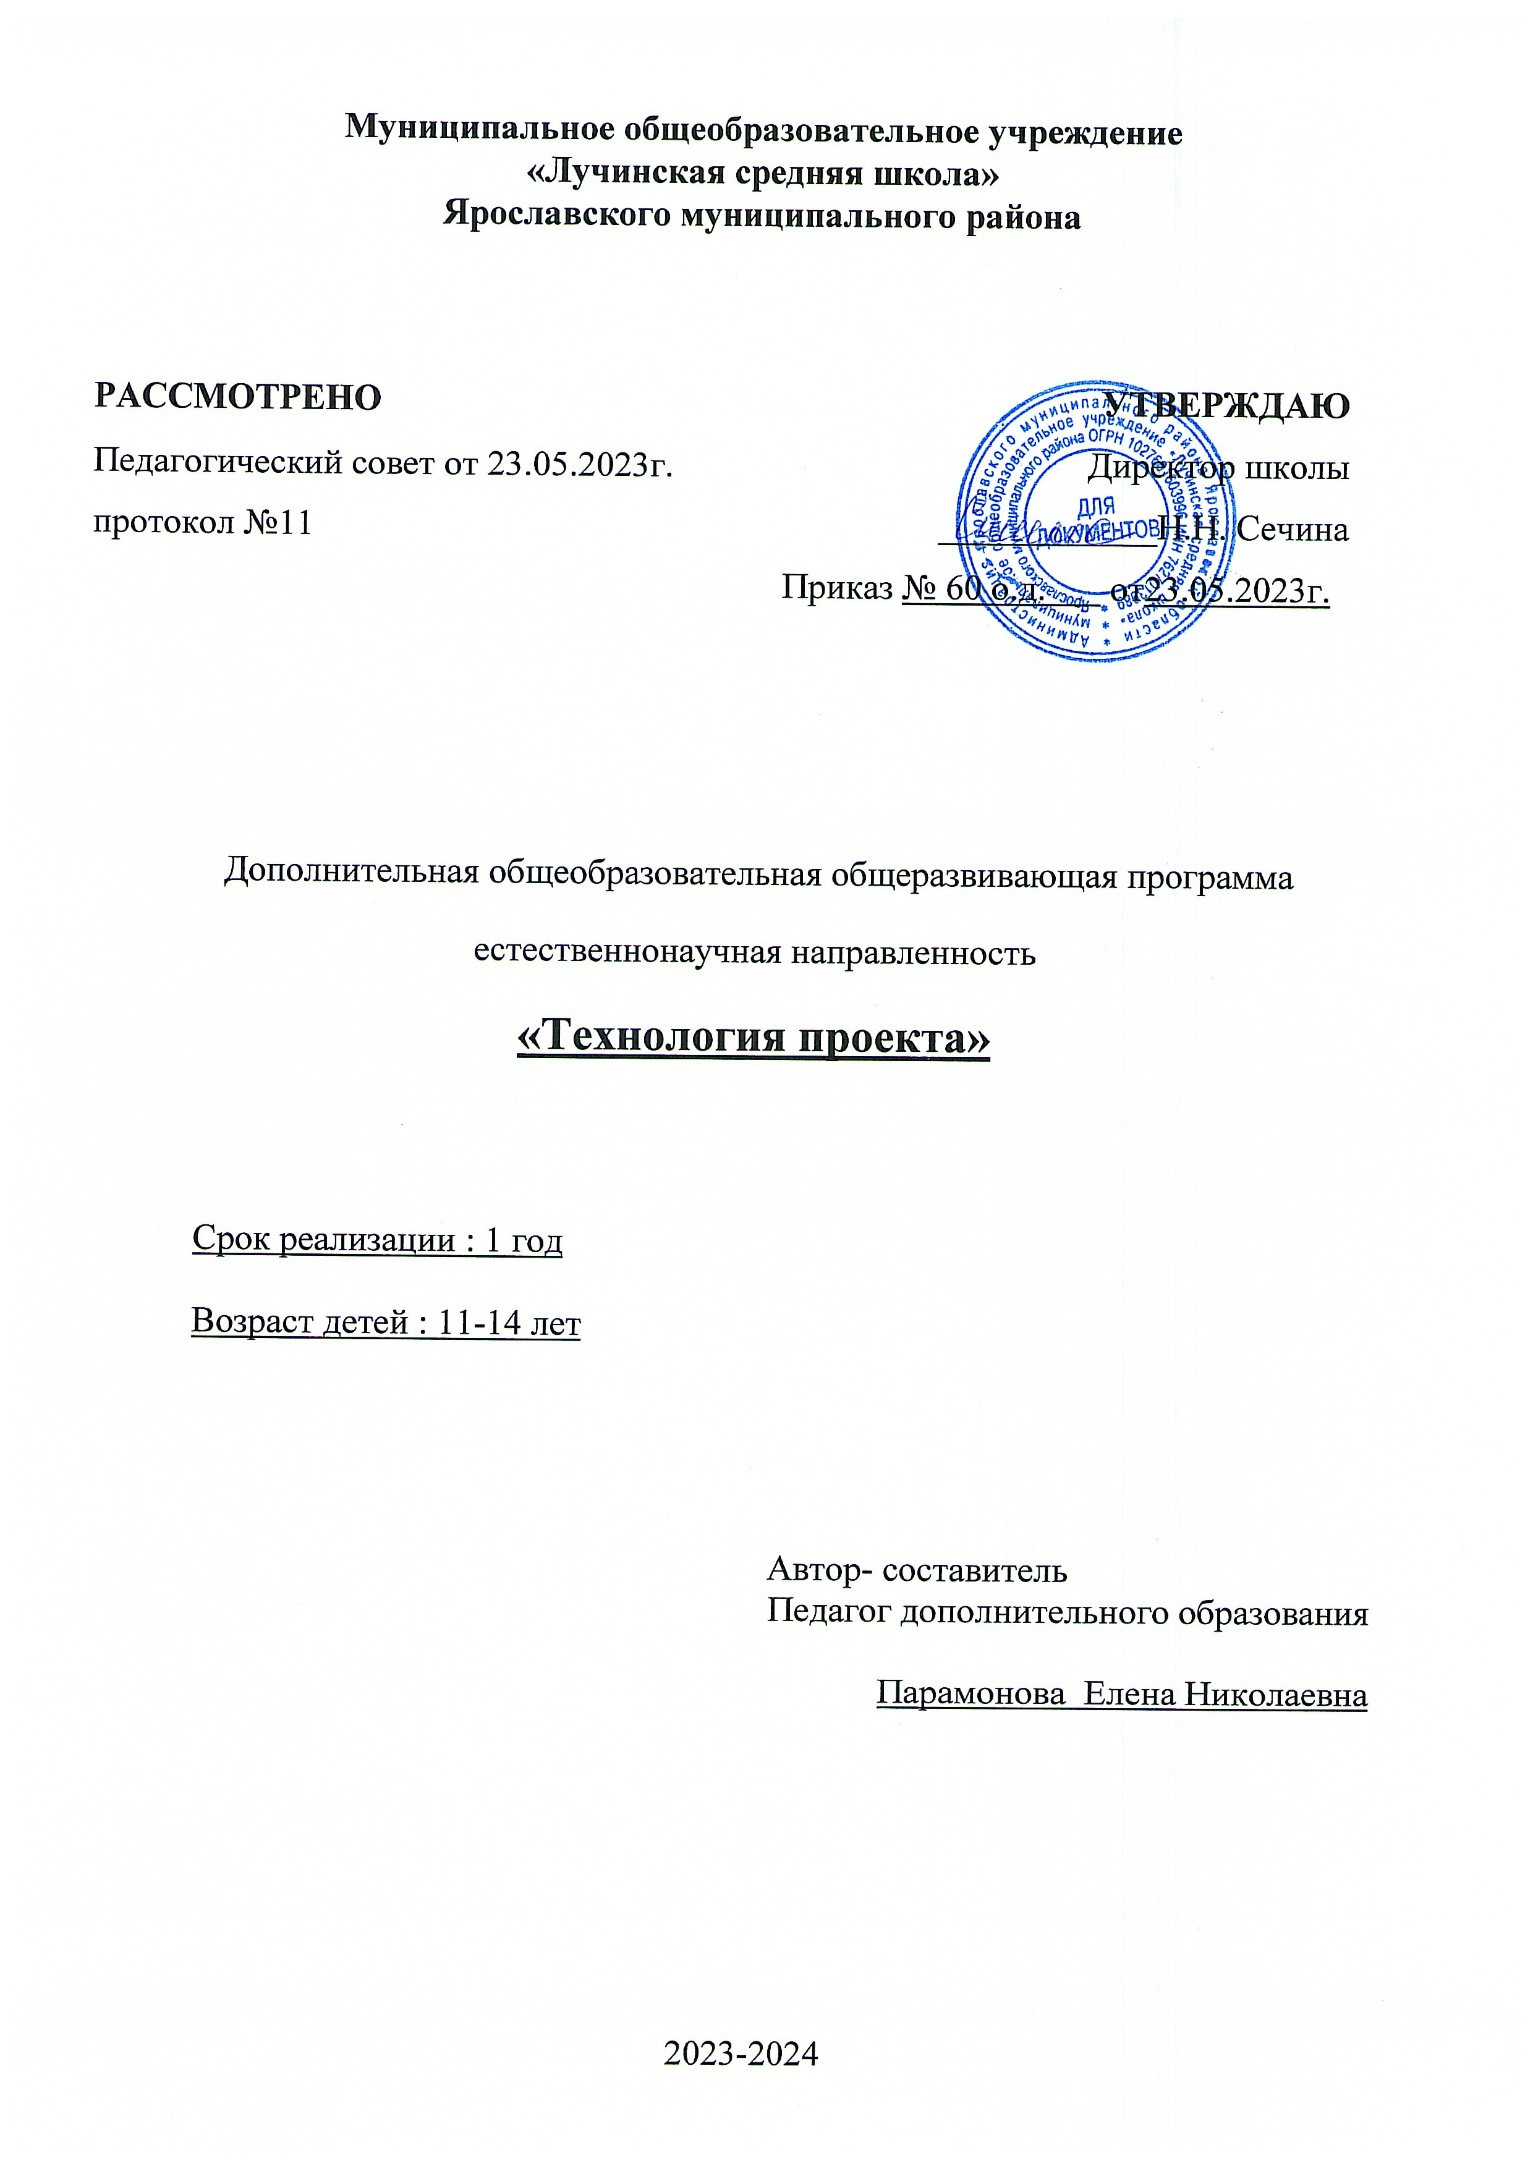 Муниципальное общеобразовательное учреждение
«Лучинская средняя школа»
Ярославского муниципального района
РАССМОТРЕНО
Педагогический совет от 23.05.2023г.
протокол №11
УТВЕРЖДАЮ
Директор школы
Н.Н. Сечина
Приказ № 60 о.д. от23.05.2023г.
ДЛЯ
ДОКУМЕНТОВ
Дополнительная общеобразовательная общеразвивающая программа
естественнонаучная направленность
«Технология проекта»
Срок реализации : 1 год
Возраст детей : 11-14 лет
Автор- составитель
Педагог дополнительного образования
Парамонова Елена Николаевна
2023-2024